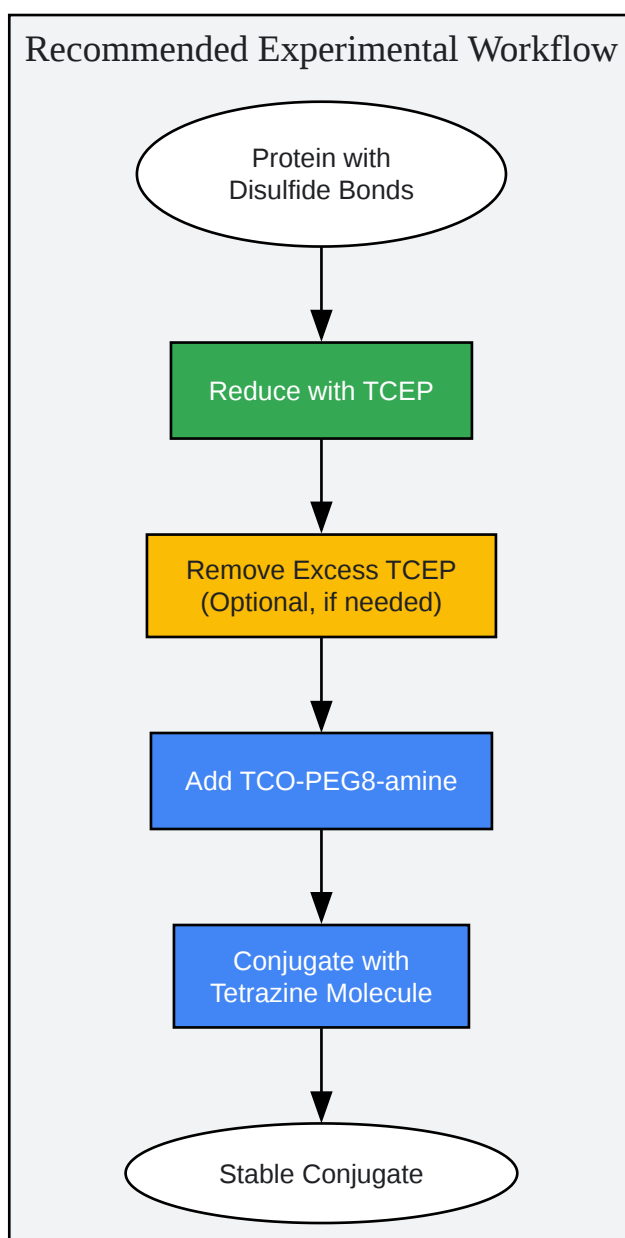 Recommended Experimental Workflow
Protein with
Disulfide Bonds
Reduce with TCEP
Remove Excess TCEP
(Optional, if needed)
Add TCO-PEG8-amine
Conjugate with
Tetrazine Molecule
Stable Conjugate